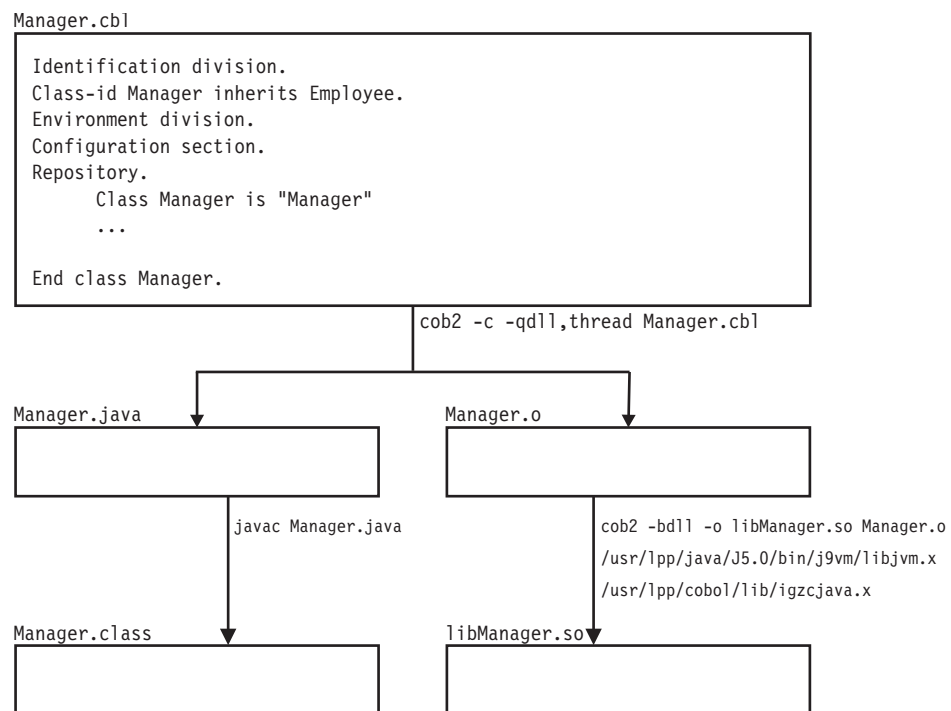 Manager.cbl
Identification division.
Class-id Manager inherits Employee.
Environment division.
Configuration section.
Repository.
Class Manager is "Manager"
...
End class Manager.
cob2 -c -qdll,thread Manager.cbl
Manager.java
Manager.o
javac Manager.java
cob2 -bdll -o libManager.so Manager.o
/usr/lpp/java/J5.0/bin/j9vm/libjvm.x
/usr/lpp/cobol/lib/igzcjava.x
Manager.class
libManager.so